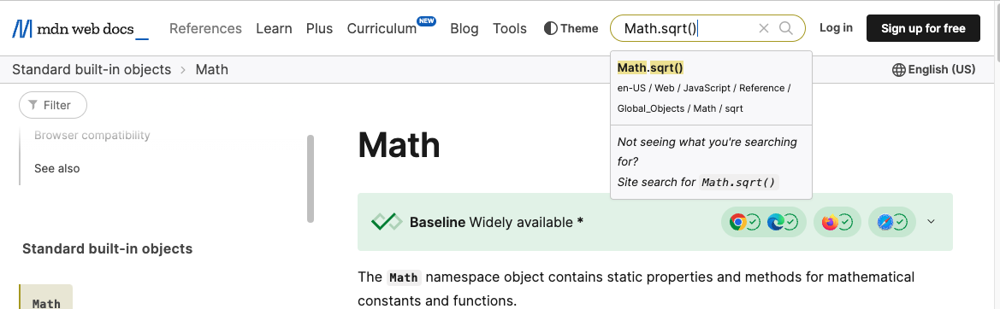 mdn web docs_
References Learn Plus Curriculum NEW Blog Tools Theme Math.sqrt() Log in Sign up for free
Standard built-in objects > Math
English (US)
Math.sqrt()
en-US / Web / JavaScript / Reference /
Global_Objects / Math / sqrt
Not seeing what you're searching
for?
Site search for Math.sqrt()
Filter
Browser compatibility
See also
Standard built-in objects
Math
Math
Baseline Widely available *
The Math namespace object contains static properties and methods for mathematical
constants and functions.